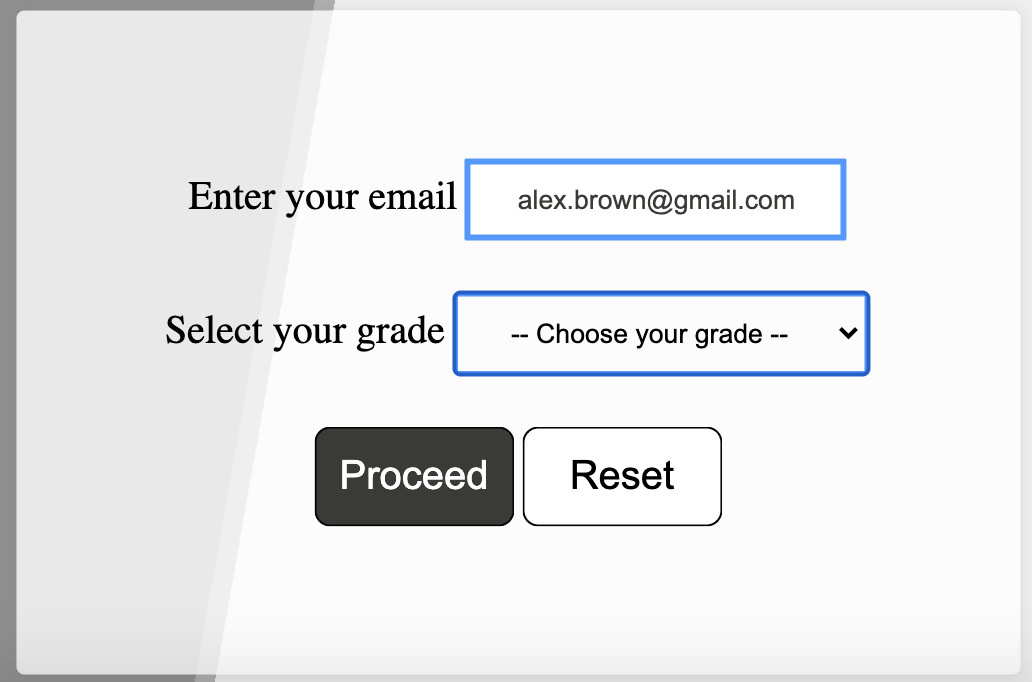 Enter your email alex.brown@gmail.com
Select your grade -- Choose your grade --
Proceed Reset